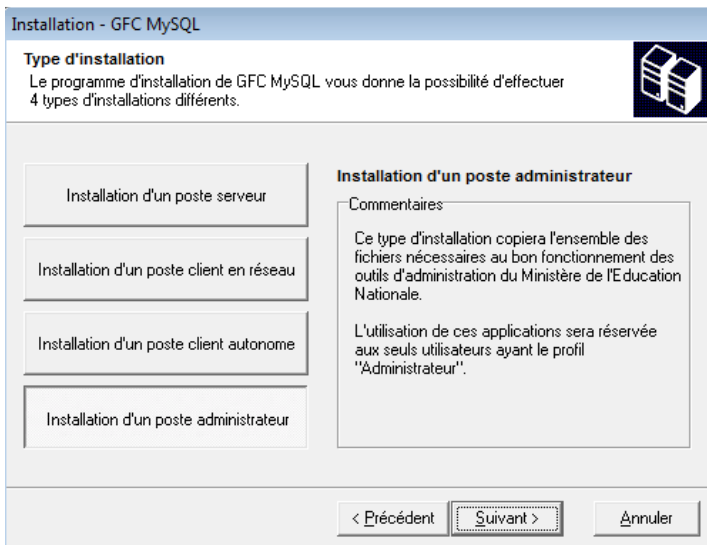 Installation - GFC MySQL
Type d'installation
Le programme d'installation de GFC MySQL vous donne la possibilité d'effectuer
4 types d'installations différents.
Installation d'un poste serveur
Installation d'un poste client en réseau
Installation d'un poste client autonome
Installation d'un poste administrateur
Installation d'un poste administrateur
Commentaires
Ce type d'installation copiera l'ensemble des
fichiers nécessaires au bon fonctionnement des
outils d'administration du Ministère de l'Education
Nationale.
L'utilisation de ces applications sera réservée
aux seuls utilisateurs ayant le profil
"Administrateur".
< Précédent
Suivant >
Annuler